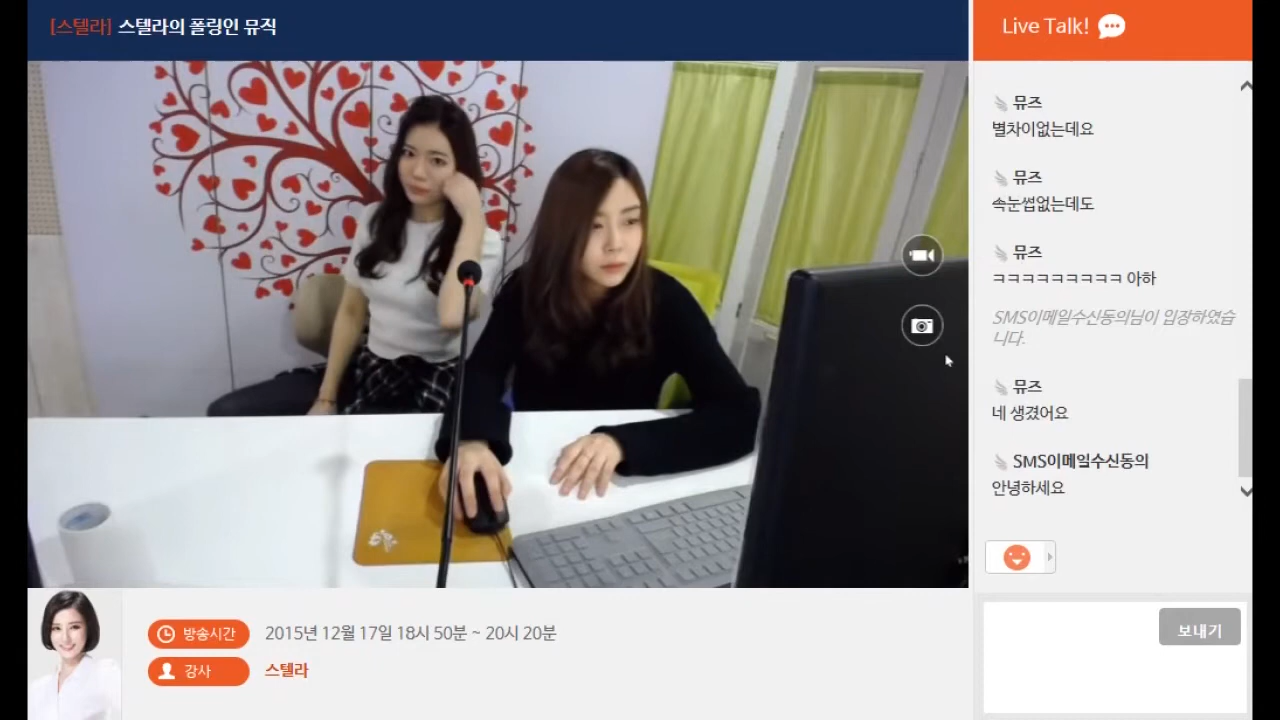 [스텔라] 스텔라의 폴링인 뮤직
Live Talk!
뮤즈
별차이없는데요
뮤즈
속눈썹없는데도
뮤즈
ㅋㅋㅋㅋㅋㅋㅋㅋㅋ 아하
SMS이메일수신동의님이 입장하였습
니다.
뮤즈
네 생겼어요
SMS이메일수신동의
안녕하세요
보내기
방송시간 2015년 12월 17일 18시 50분 ~ 20시 20분
강사 스텔라